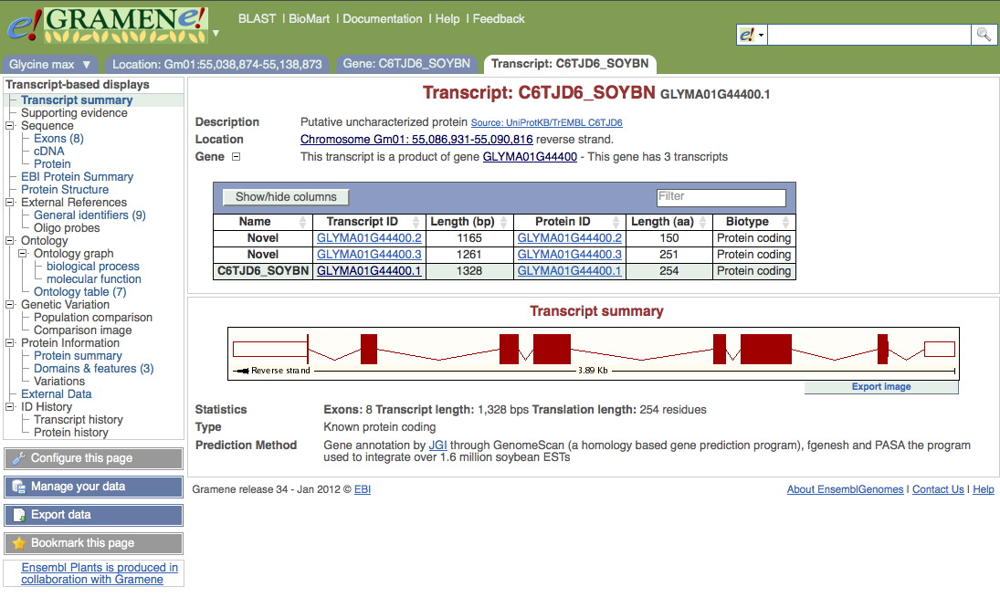 e! GRAMENE e!
BLAST | BioMart | Documentation | Help | Feedback
e!
Glycine max ▼
Location: Gm01:55,038,874-55,138,873
Gene: C6TJD6_SOYBN
Transcript: C6TJD6_SOYBN
Transcript-based displays
Transcript summary
Supporting evidence
Sequence
Exons (8)
cDNA
Protein
EBI Protein Summary
Protein Structure
External References
General identifiers (9)
Oligo probes
Ontology
Ontology graph
biological process
molecular function
Ontology table (7)
Genetic Variation
Population comparison
Comparison image
Protein Information
Protein summary
Domains & features (3)
Variations
External Data
ID History
Transcript history
Protein history
Configure this page
Manage your data
Export data
Bookmark this page
Ensembl Plants is produced in
collaboration with Gramene
Transcript: C6TJD6_SOYBN GLYMA01G44400.1
Description Putative uncharacterized protein Source: UniProtKB/TrEMBL C6TJD6
Location Chromosome Gm01: 55,086,931-55,090,816 reverse strand.
Gene This transcript is a product of gene GLYMA01G44400 - This gene has 3 transcripts
Show/hide columns Filter
Name Transcript ID Length (bp) Protein ID Length (aa) Biotype
Novel GLYMA01G44400.2 1165 GLYMA01G44400.2 150 Protein coding
Novel GLYMA01G44400.3 1261 GLYMA01G44400.3 251 Protein coding
C6TJD6_SOYBN GLYMA01G44400.1 1328 GLYMA01G44400.1 254 Protein coding
Transcript summary
Reverse strand 3.89 Kb
Export Image
Statistics Exons: 8 Transcript length: 1,328 bps Translation length: 254 residues
Type Known protein coding
Prediction Method Gene annotation by JGI through GenomeScan (a homology based gene prediction program), fgenesh and PASA the program
used to integrate over 1.6 million soybean ESTs
Gramene release 34 - Jan 2012 © EBI
About EnsemblGenomes | Contact Us | Help